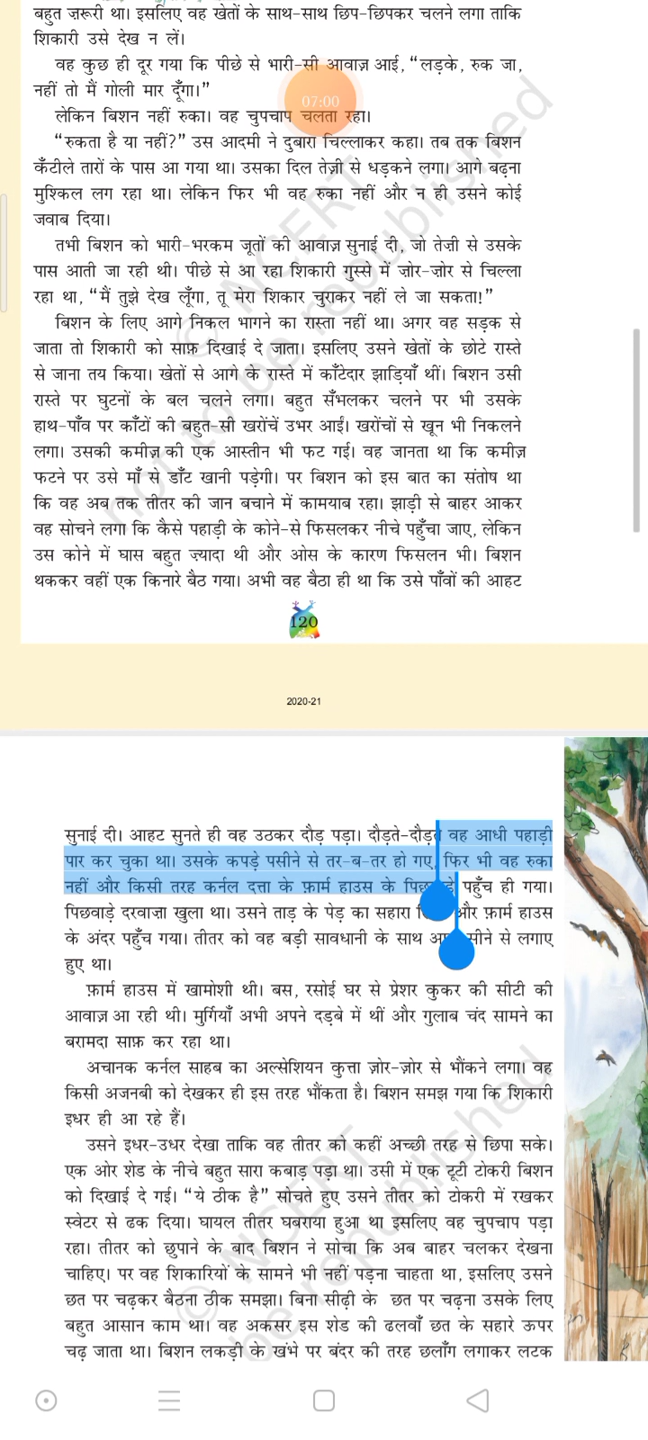 बहुत ज़रूरी था। इसलिए वह खेतों के साथ-साथ छिप-छिपकर चलने लगा ताकि
शिकारी उसे देख न लें।
वह कुछ ही दूर गया कि पीछे से भारी-सी आवाज़ आई, “लड़के, रुक जा,
नहीं तो मैं गोली मार दूँगा।”
07:00
लेकिन बिशन नहीं रुका। वह चुपचाप चलता रहा।
“रुकता है या नहीं?” उस आदमी ने दुबारा चिल्लाकर कहा। तब तक बिशन
कँटीले तारों के पास आ गया था। उसका दिल तेज़ी से धड़कने लगा। आगे बढ़ना
मुश्किल लग रहा था। लेकिन फिर भी वह रुका नहीं और न ही उसने कोई
जवाब दिया।
तभी बिशन को भारी-भरकम जूतों की आवाज़ सुनाई दी, जो तेज़ी से उसके
पास आती जा रही थी। पीछे से आ रहा शिकारी गुस्से में ज़ोर-ज़ोर से चिल्ला
रहा था, “मैं तुझे देख लूँगा, तू मेरा शिकार चुराकर नहीं ले जा सकता!”
बिशन के लिए आगे निकल भागने का रास्ता नहीं था। अगर वह सड़क से
जाता तो शिकारी को साफ़ दिखाई दे जाता। इसलिए उसने खेतों के छोटे रास्ते
से जाना तय किया। खेतों से आगे के रास्ते में काँटेदार झाड़ियाँ थीं। बिशन उसी
रास्ते पर घुटनों के बल चलने लगा। बहुत सँभलकर चलने पर भी उसके
हाथ-पाँव पर काँटों की बहुत-सी खरोंचें उभर आईं। खरोंचों से खून भी निकलने
लगा। उसकी कमीज़ की एक आस्तीन भी फट गई। वह जानता था कि कमीज़
फटने पर उसे माँ से डाँट खानी पड़ेगी। पर बिशन को इस बात का संतोष था
कि वह अब तक तीतर की जान बचाने में कामयाब रहा। झाड़ी से बाहर आकर
वह सोचने लगा कि कैसे पहाड़ी के कोने-से फिसलकर नीचे पहुँचा जाए, लेकिन
उस कोने में घास बहुत ज़्यादा थी और ओस के कारण फिसलन भी। बिशन
थककर वहीं एक किनारे बैठ गया। अभी वह बैठा ही था कि उसे पाँवों की आहट
120
2020-21
सुनाई दी। आहट सुनते ही वह उठकर दौड़ पड़ा। दौड़ते-दौड़ते वह आधी पहाड़ी
पार कर चुका था। उसके कपड़े पसीने से तर-ब-तर हो गए, फिर भी वह रुका
नहीं और किसी तरह कर्नल दत्ता के फ़ार्म हाउस के पहुँच ही गया।
पिछवाड़े दरवाजा खुला था। उसने ताड़ के पेड़ का सहारा और फ़ार्म हाउस
के अंदर पहुँच गया। तीतर को वह बड़ी सावधानी के साथ सीने से लगाए
हुए था।
फ़ार्म हाउस में खामोशी थी। बस, रसोई घर से प्रेशर कुकर की सीटी की
आवाज़ आ रही थी। मुर्गियाँ अभी अपने दड़बे में थीं और गुलाब चंद सामने का
बरामदा साफ़ कर रहा था।
अचानक कर्नल साहब का अल्सेशियन कुत्ता ज़ोर-ज़ोर से भौंकने लगा। वह
किसी अजनबी को देखकर ही इस तरह भौंकता है। बिशन समझ गया कि शिकारी
इधर ही आ रहे हैं।
उसने इधर-उधर देखा ताकि वह तीतर को कहीं अच्छी तरह से छिपा सके।
एक ओर शेड के नीचे बहुत सारा कबाड़ पड़ा था। उसी में एक टूटी टोकरी बिशन
को दिखाई दे गई। “ये ठीक है” सोचते हुए उसने तीतर को टोकरी में रखकर
स्वेटर से ढक दिया। घायल तीतर घबराया हुआ था इसलिए वह चुपचाप पड़ा
रहा। तीतर को छुपाने के बाद बिशन ने सोचा कि अब बाहर चलकर देखना
चाहिए। पर वह शिकारियों के सामने भी नहीं पड़ना चाहता था, इसलिए उसने
छत पर चढ़कर बैठना ठीक समझा। बिना सीढ़ी के छत पर चढ़ना उसके लिए
बहुत आसान काम था। वह अकसर इस शेड की ढलवाँ छत के सहारे ऊपर
चढ़ जाता था। बिशन लकड़ी के खंभे पर बंदर की तरह छलाँग लगाकर लटक
© NCERT
not to be republished
© NCERT
be republished